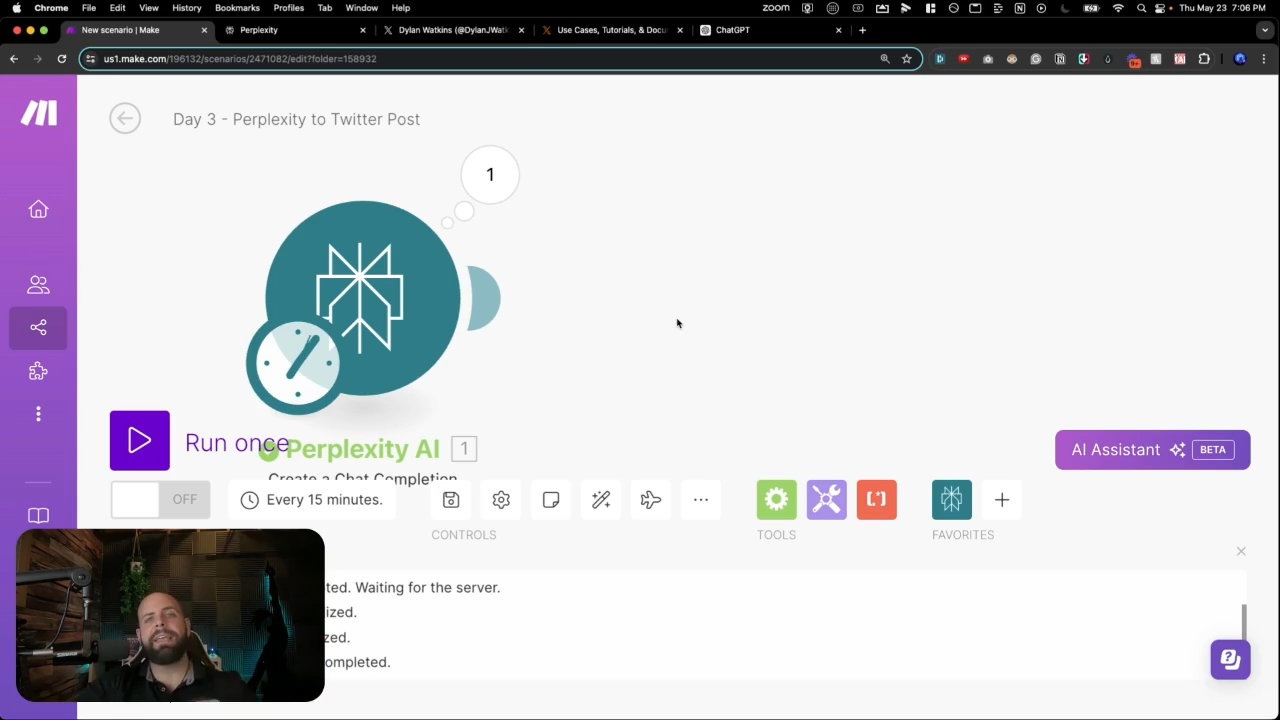 Chrome File Edit View History Bookmarks Profiles Tab Window Help zoom Thu May 23 7:06 PM
New scenario | Make Perplexity Dylan Watkins (@DylanJWatk Use Cases, Tutorials, & Docu ChatGPT
us1.make.com/196132/scenarios/2471082/edit?folder=158932
9+
Day 3 - Perplexity to Twitter Post
1
Run once
Perplexity AI 1
Create a Chat Completion
AI Assistant BETA
OFF Every 15 minutes.
CONTROLS TOOLS FAVORITES
ted. Waiting for the server.
ized.
zed.
ompleted.